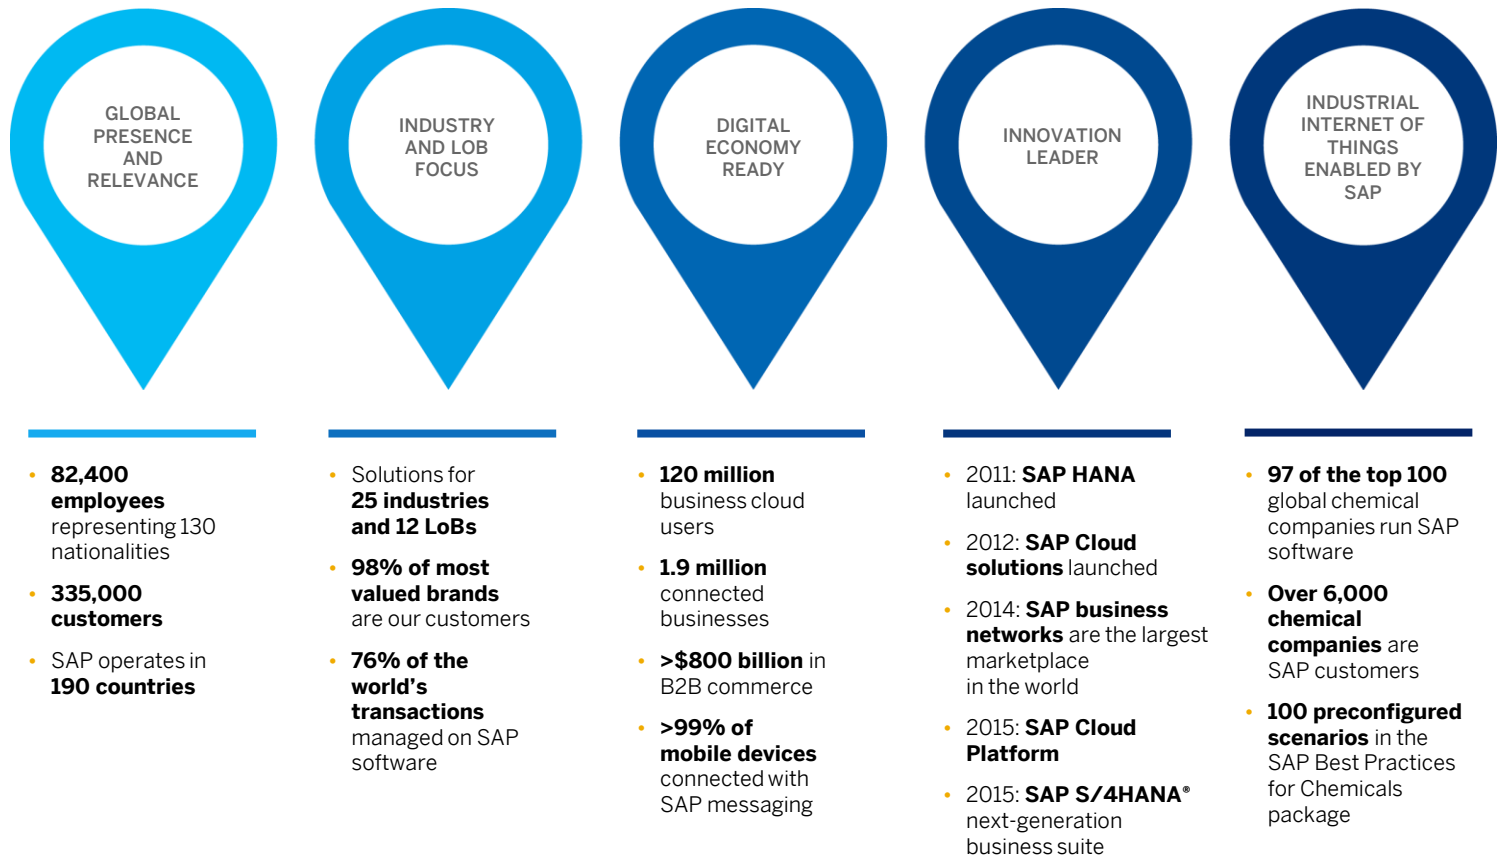 GLOBAL
PRESENCE
AND
RELEVANCE
INDUSTRY
AND LOB
FOCUS
DIGITAL
ECONOMY
READY
INNOVATION
LEADER
INDUSTRIAL
INTERNET OF
THINGS
ENABLED BY
SAP
• 82,400
employees
representing 130
nationalities
• 335,000
customers
• SAP operates in
190 countries
• Solutions for
25 industries
and 12 LoBs
• 98% of most
valued brands
are our customers
• 76% of the
world’s
transactions
managed on SAP
software
• 120 million
business cloud
users
• 1.9 million
connected
businesses
• >$800 billion in
B2B commerce
• >99% of
mobile devices
connected with
SAP messaging
• 2011: SAP HANA
launched
• 2012: SAP Cloud
solutions launched
• 2014: SAP business
networks are the largest
marketplace
in the world
• 2015: SAP Cloud
Platform
• 2015: SAP S/4HANA®
next-generation
business suite
• 97 of the top 100
global chemical
companies run SAP
software
• Over 6,000
chemical
companies are
SAP customers
• 100 preconfigured
scenarios in the
SAP Best Practices
for Chemicals
package